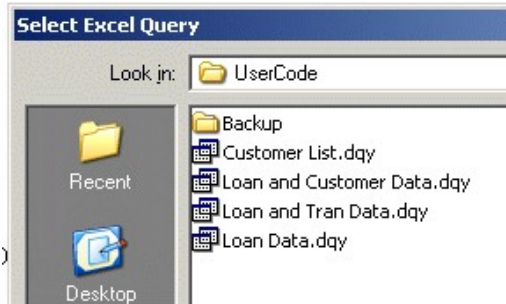 Select Excel Query
Look in: UserCode
Backup
Customer List.dqy
Loan and Customer Data.dqy
Loan and Tran Data.dqy
Loan Data.dqy
Recent
Desktop